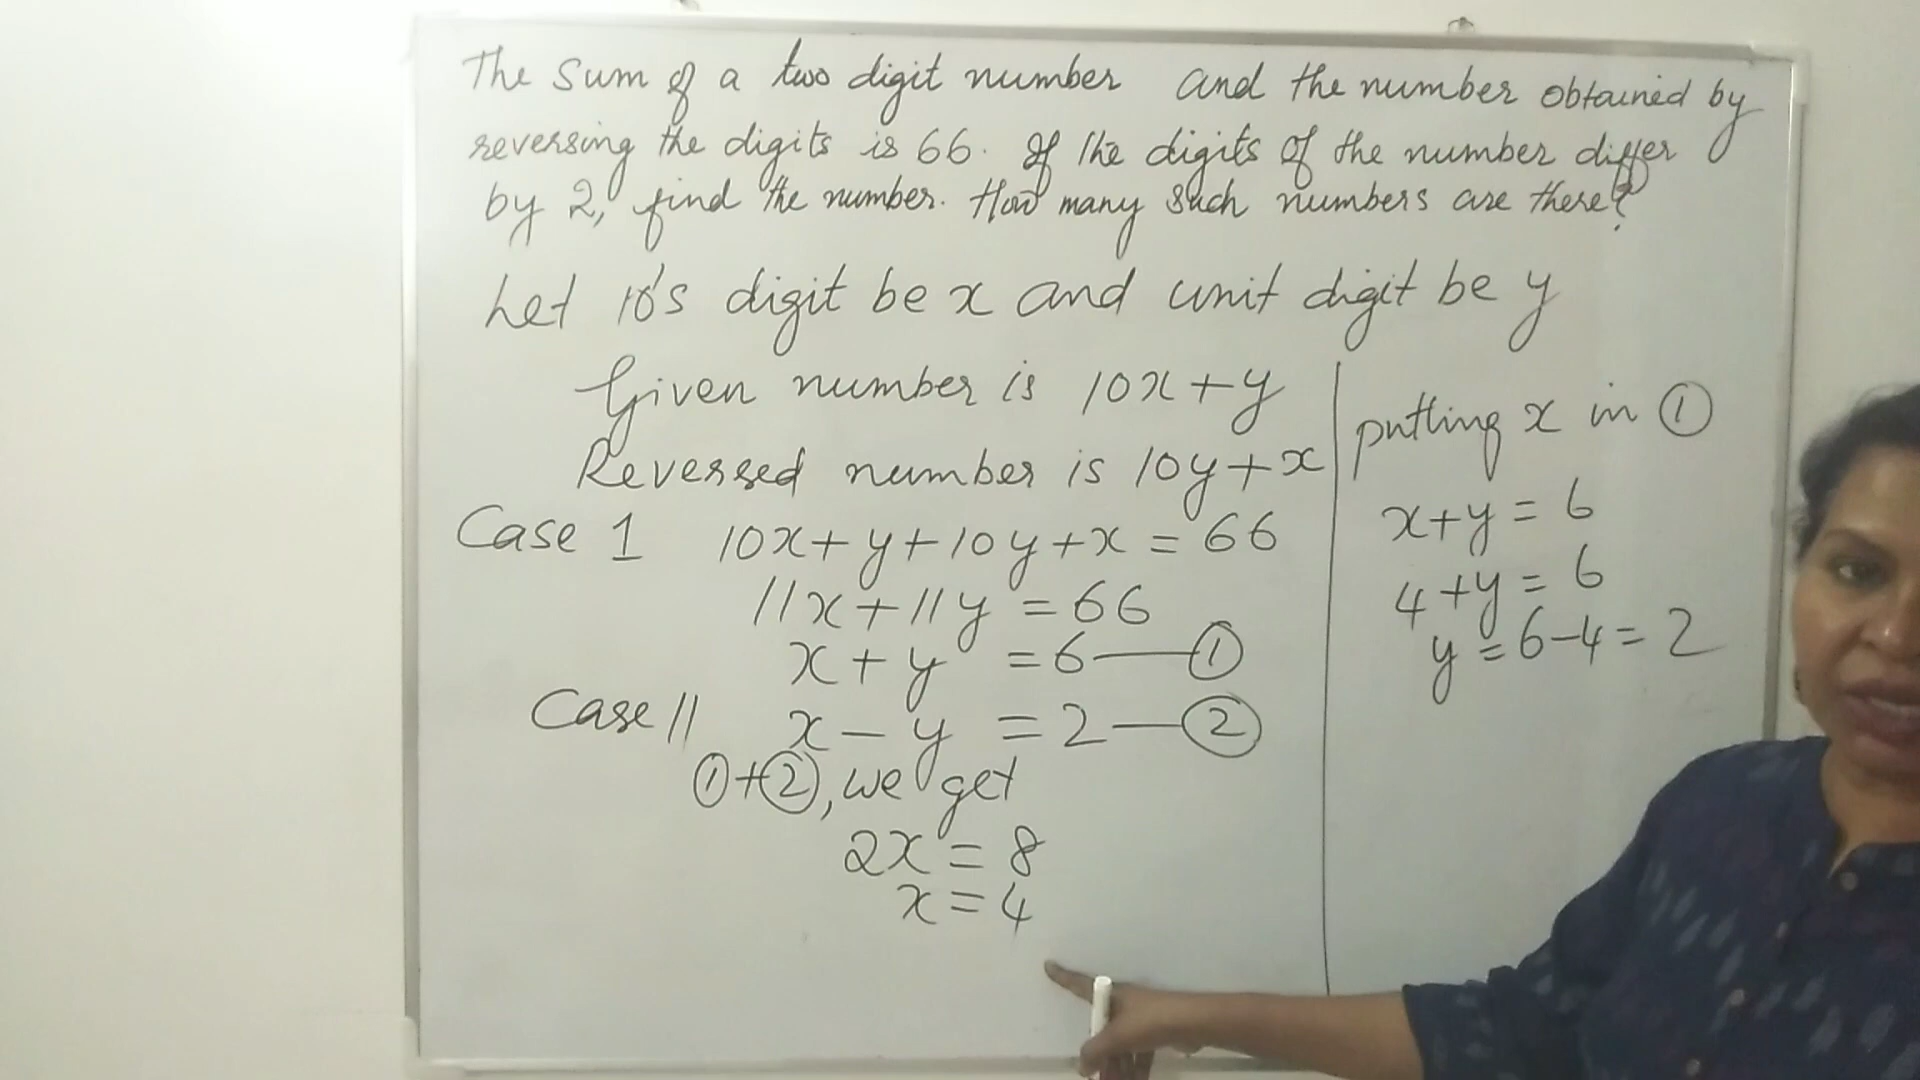 The sum of a two digit number and the number obtained by
reversing the digits is 66. If the digits of the number differ
by 2, find the number. How many such numbers are there?
Let 10's digit be x and unit digit be y
Given number is 10x+y
Reversed number is 10y+x
Case 1 10x+y+10y+x = 66
11x+11y = 66
x+y = 6 — ①
Case II x-y = 2 — ②
①+②, we get
2x = 8
x = 4
putting x in ①
x+y = 6
4+y = 6
y = 6-4 = 2